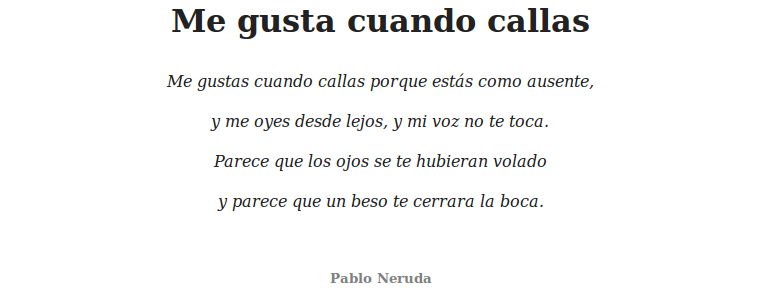 Me gusta cuando callas
Me gustas cuando callas porque estás como ausente,
y me oyes desde lejos, y mi voz no te toca.
Parece que los ojos se te hubieran volado
y parece que un beso te cerrara la boca.
Pablo Neruda